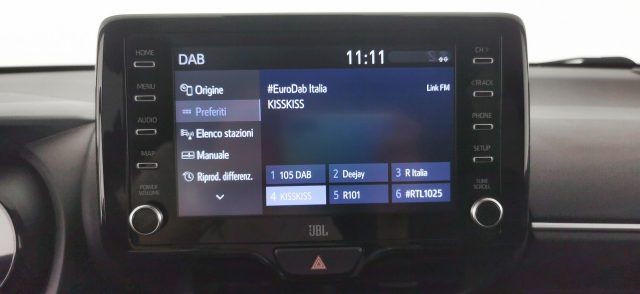 DAB 11:11
HOME
MENU
AUDIO
MAP
POWER
VOLUME
Origine
Preferiti
Elenco stazioni
Manuale
Riprod. differenz.
#EuroDab Italia
Link FM
KISSKISS
1 105 DAB
2 Deejay
3 R Italia
4 KISSKISS
5 R101
6 #RTL1025
CH >
<TRACK
PHONE
SETUP
TUNE
SCROLL
JBL